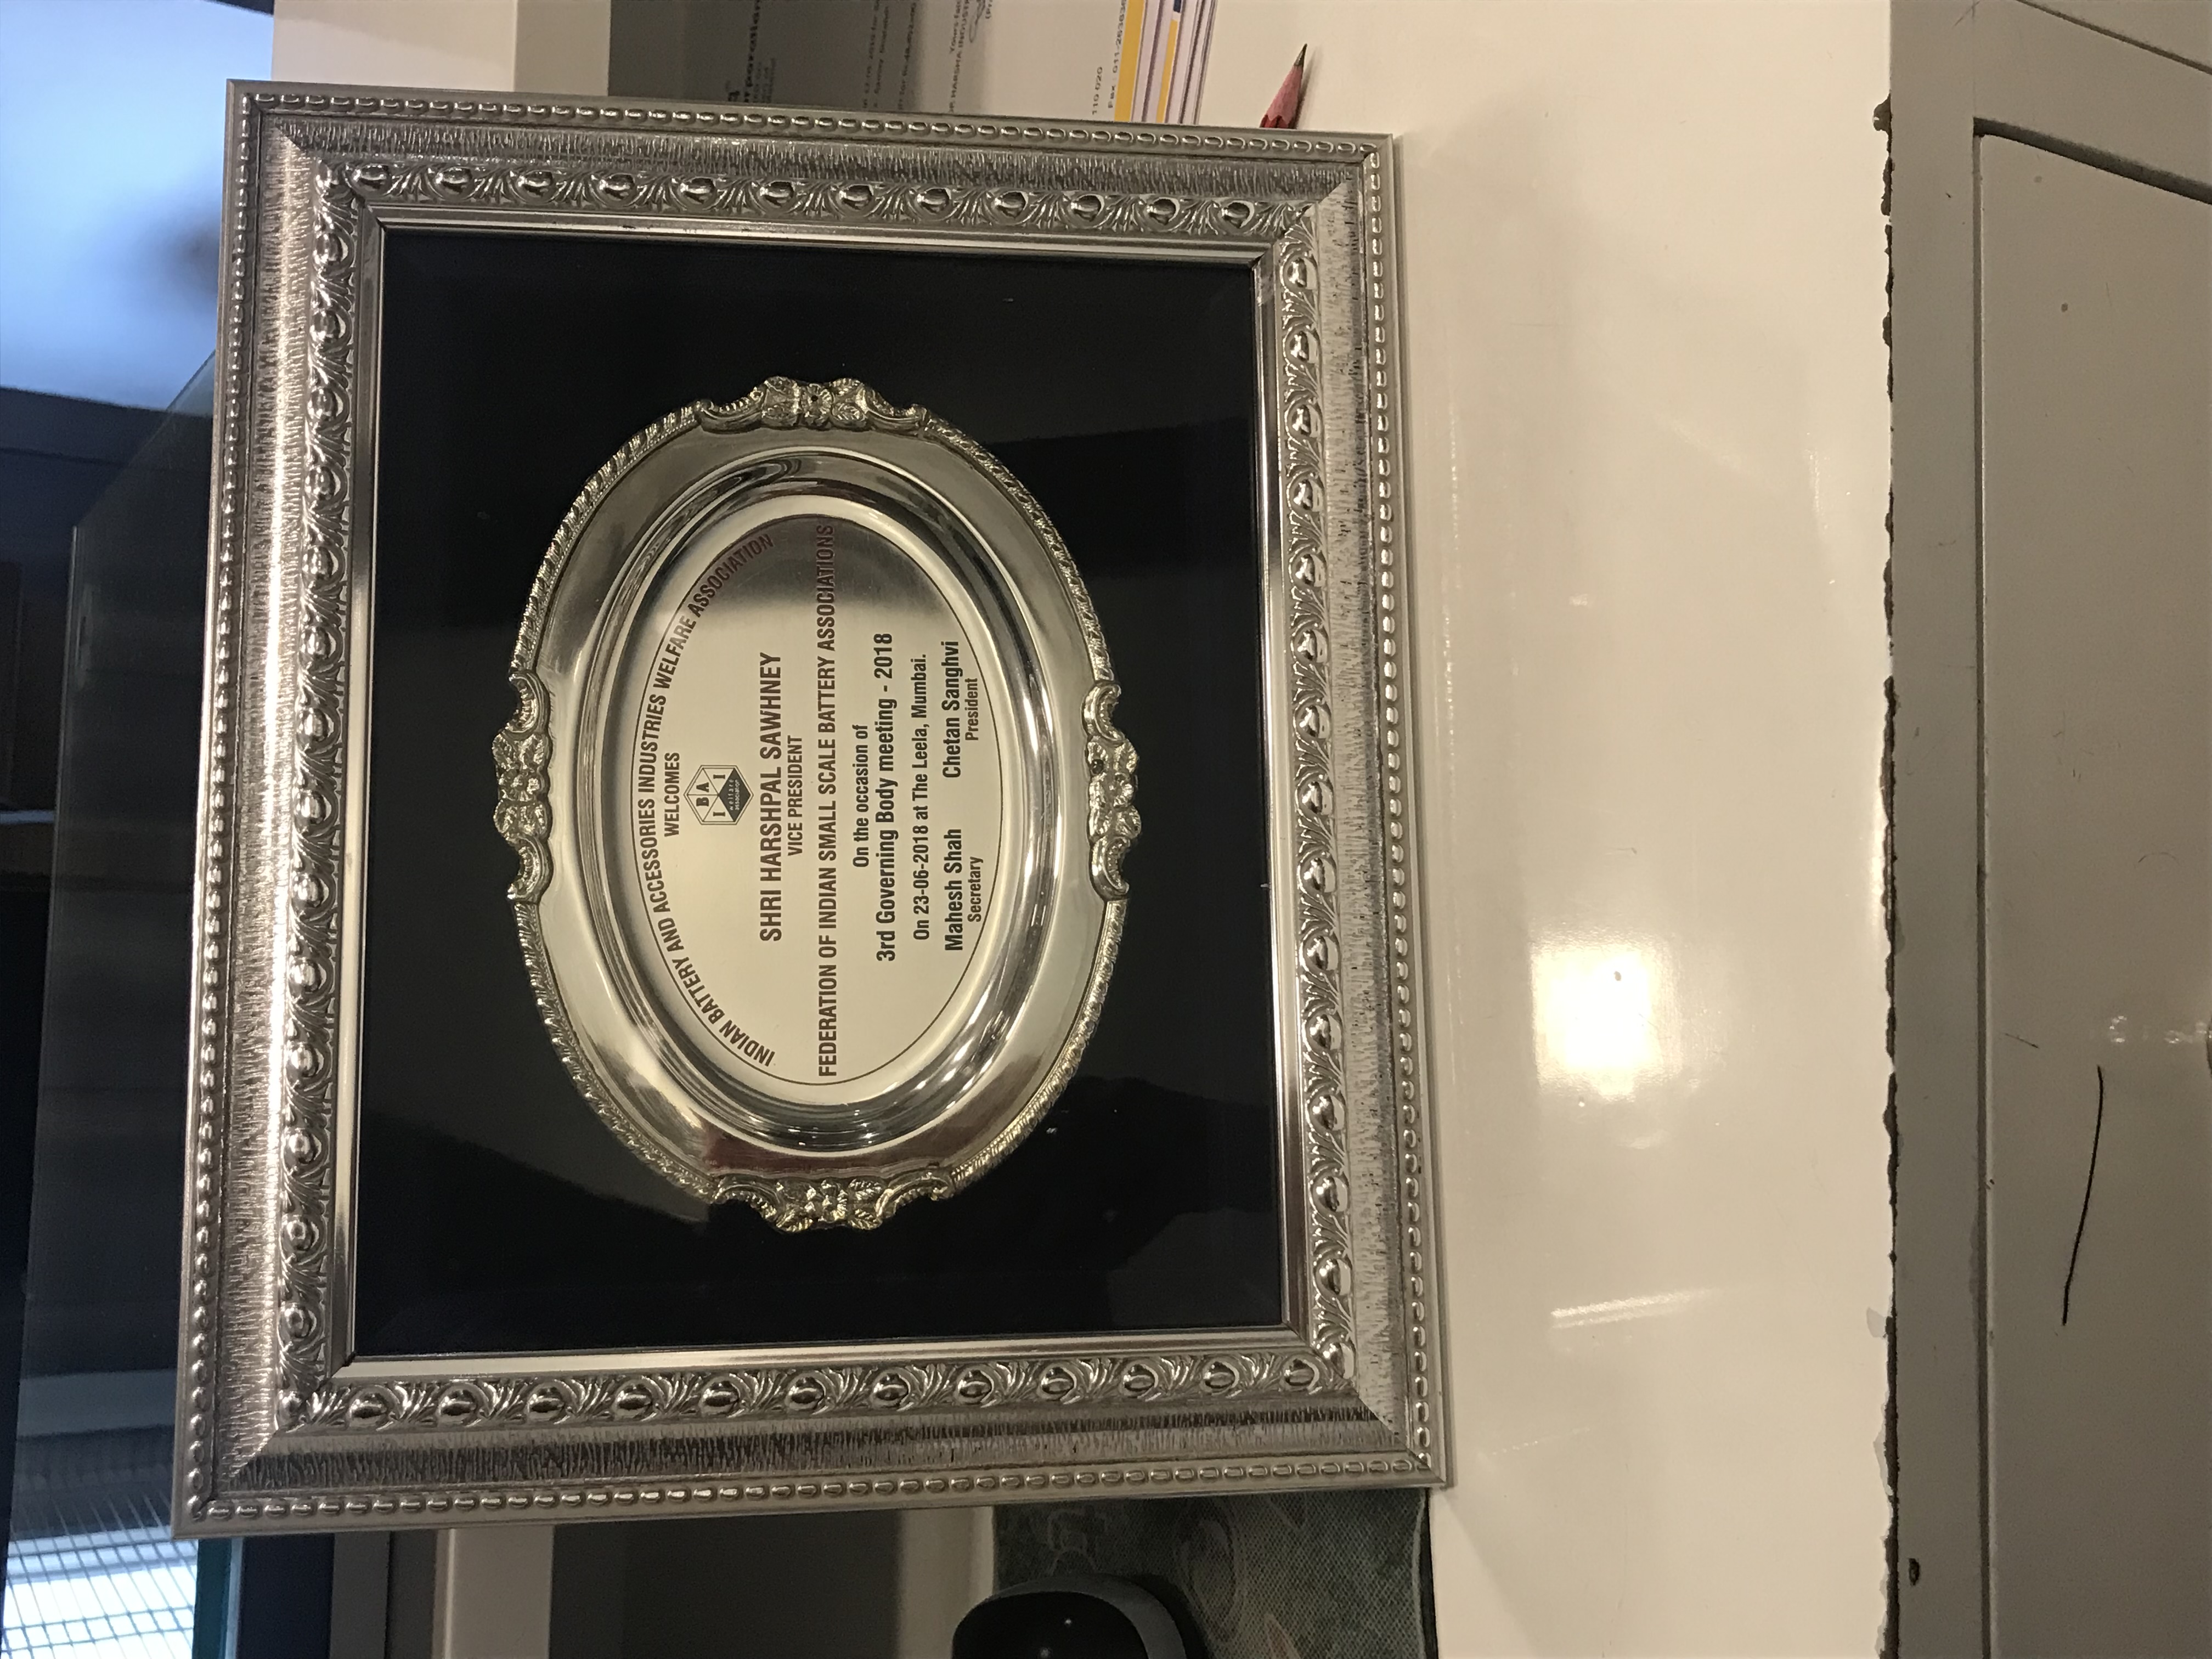 INDIAN BATTERY AND ACCESSORIES INDUSTRIES WELFARE ASSOCIATION
WELCOMES
I B A I
welfare
association
SHRI HARSHPAL SAWHNEY
VICE PRESIDENT
FEDERATION OF INDIAN SMALL SCALE BATTERY ASSOCIATIONS
On the occasion of
3rd Governing Body meeting - 2018
On 23-06-2018 at The Leela, Mumbai.
Mahesh Shah Chetan Sanghvi
Secretary President